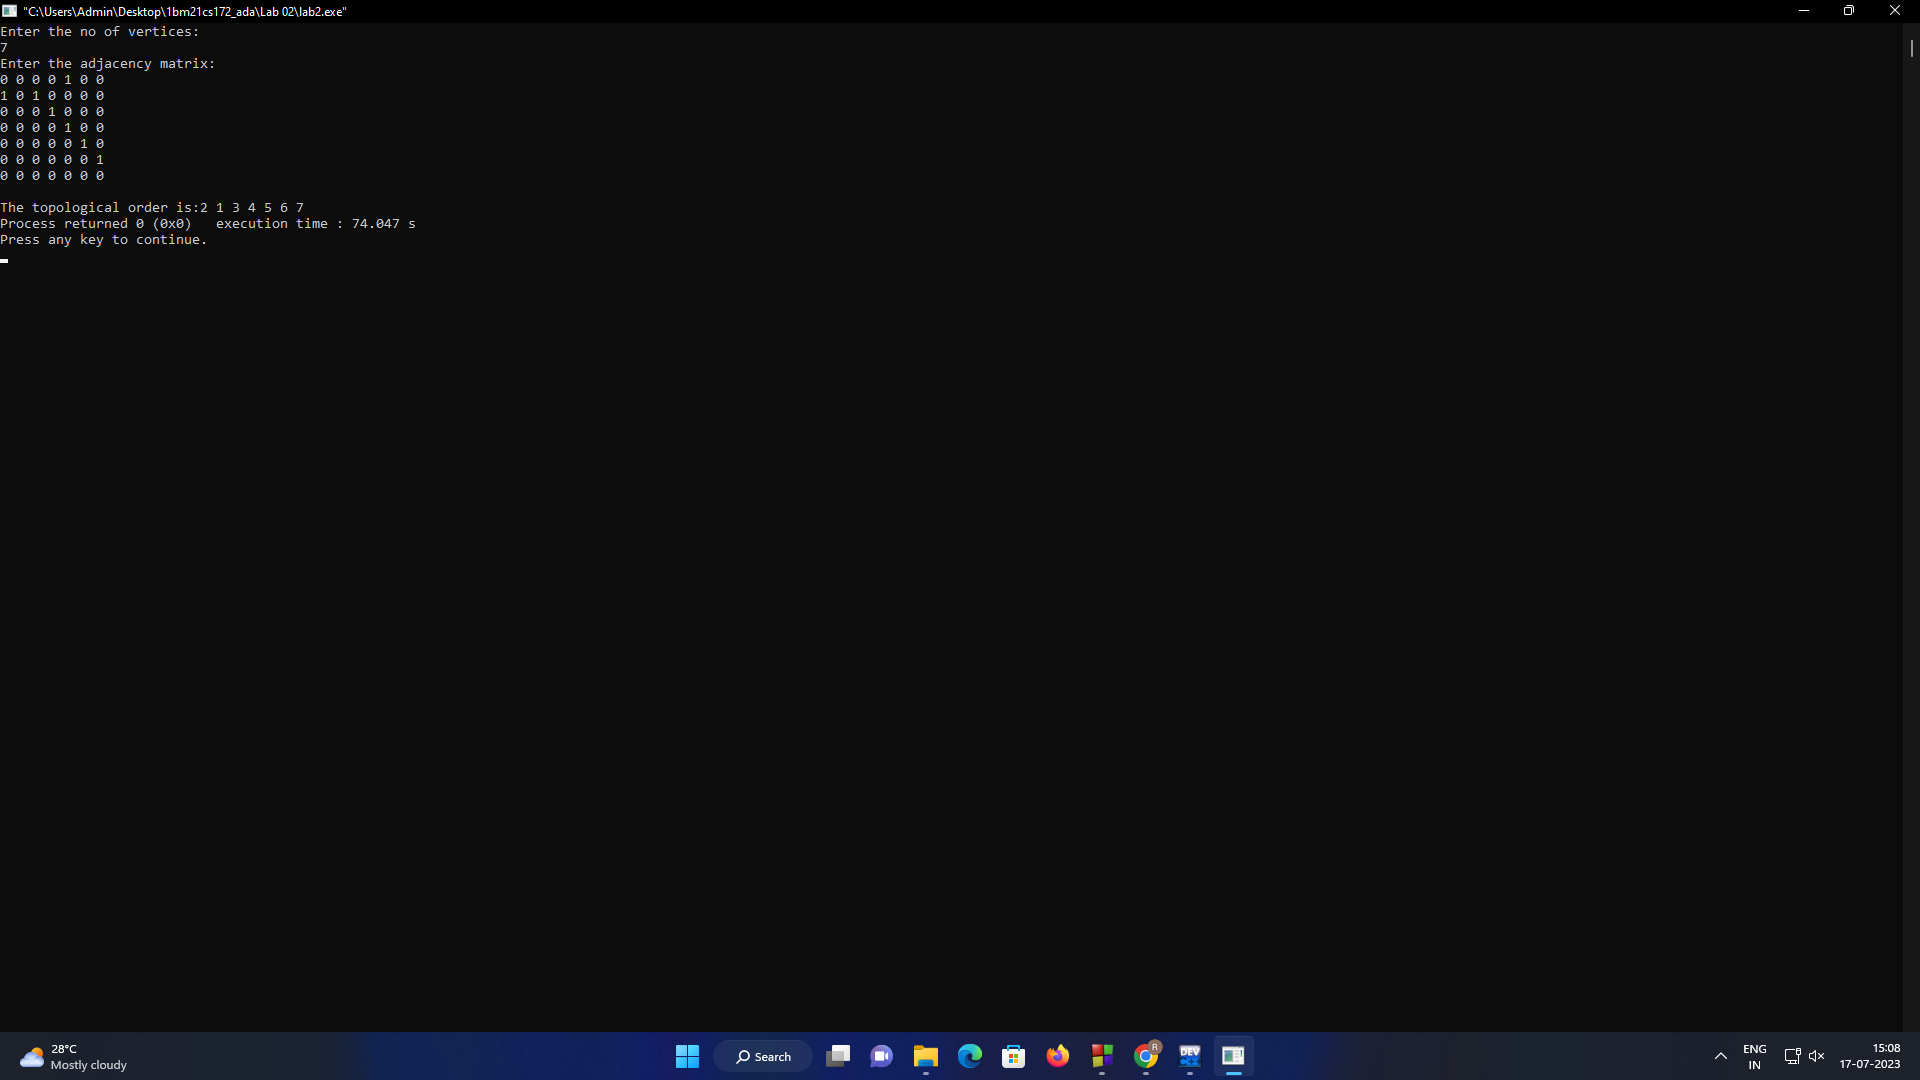 "C:\Users\Admin\Desktop\1bm21cs172_ada\Lab 02\lab2.exe"
Enter the no of vertices:
7
Enter the adjacency matrix:
0 0 0 0 1 0 0
1 0 1 0 0 0 0
0 0 0 1 0 0 0
0 0 0 0 1 0 0
0 0 0 0 0 1 0
0 0 0 0 0 0 1
0 0 0 0 0 0 0
The topological order is:2 1 3 4 5 6 7
Process returned 0 (0x0)   execution time : 74.047 s
Press any key to continue.
28°C
Mostly cloudy
Search
R
DEV
C++
ENG
IN
15:08
17-07-2023